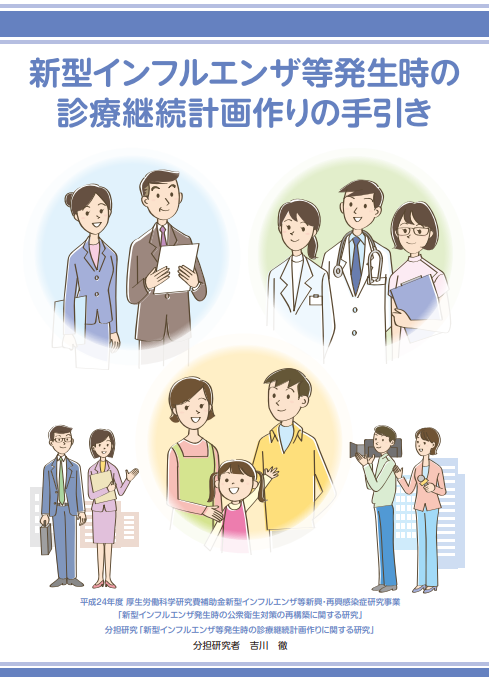 新型インフルエンザ等発生時の
診療継続計画作りの手引き
平成24年度 厚生労働科学研究費補助金新型インフルエンザ等新興・再興感染症研究事業
「新型インフルエンザ発生時の公衆衛生対策の再構築に関する研究」
分担研究「新型インフルエンザ等発生時の診療継続計画作りに関する研究」
分担研究者 吉川 徹